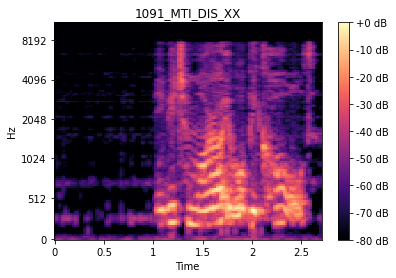 1091_MTI_DIS_XX
+0 dB
8192
-10 dB
4096
-20 dB
-30 dB
2048
Hz
-40 dB
1024
-50 dB
512
-60 dB
-70 dB
0
-80 dB
0
0.5
1
1.5
2
2.5
Time